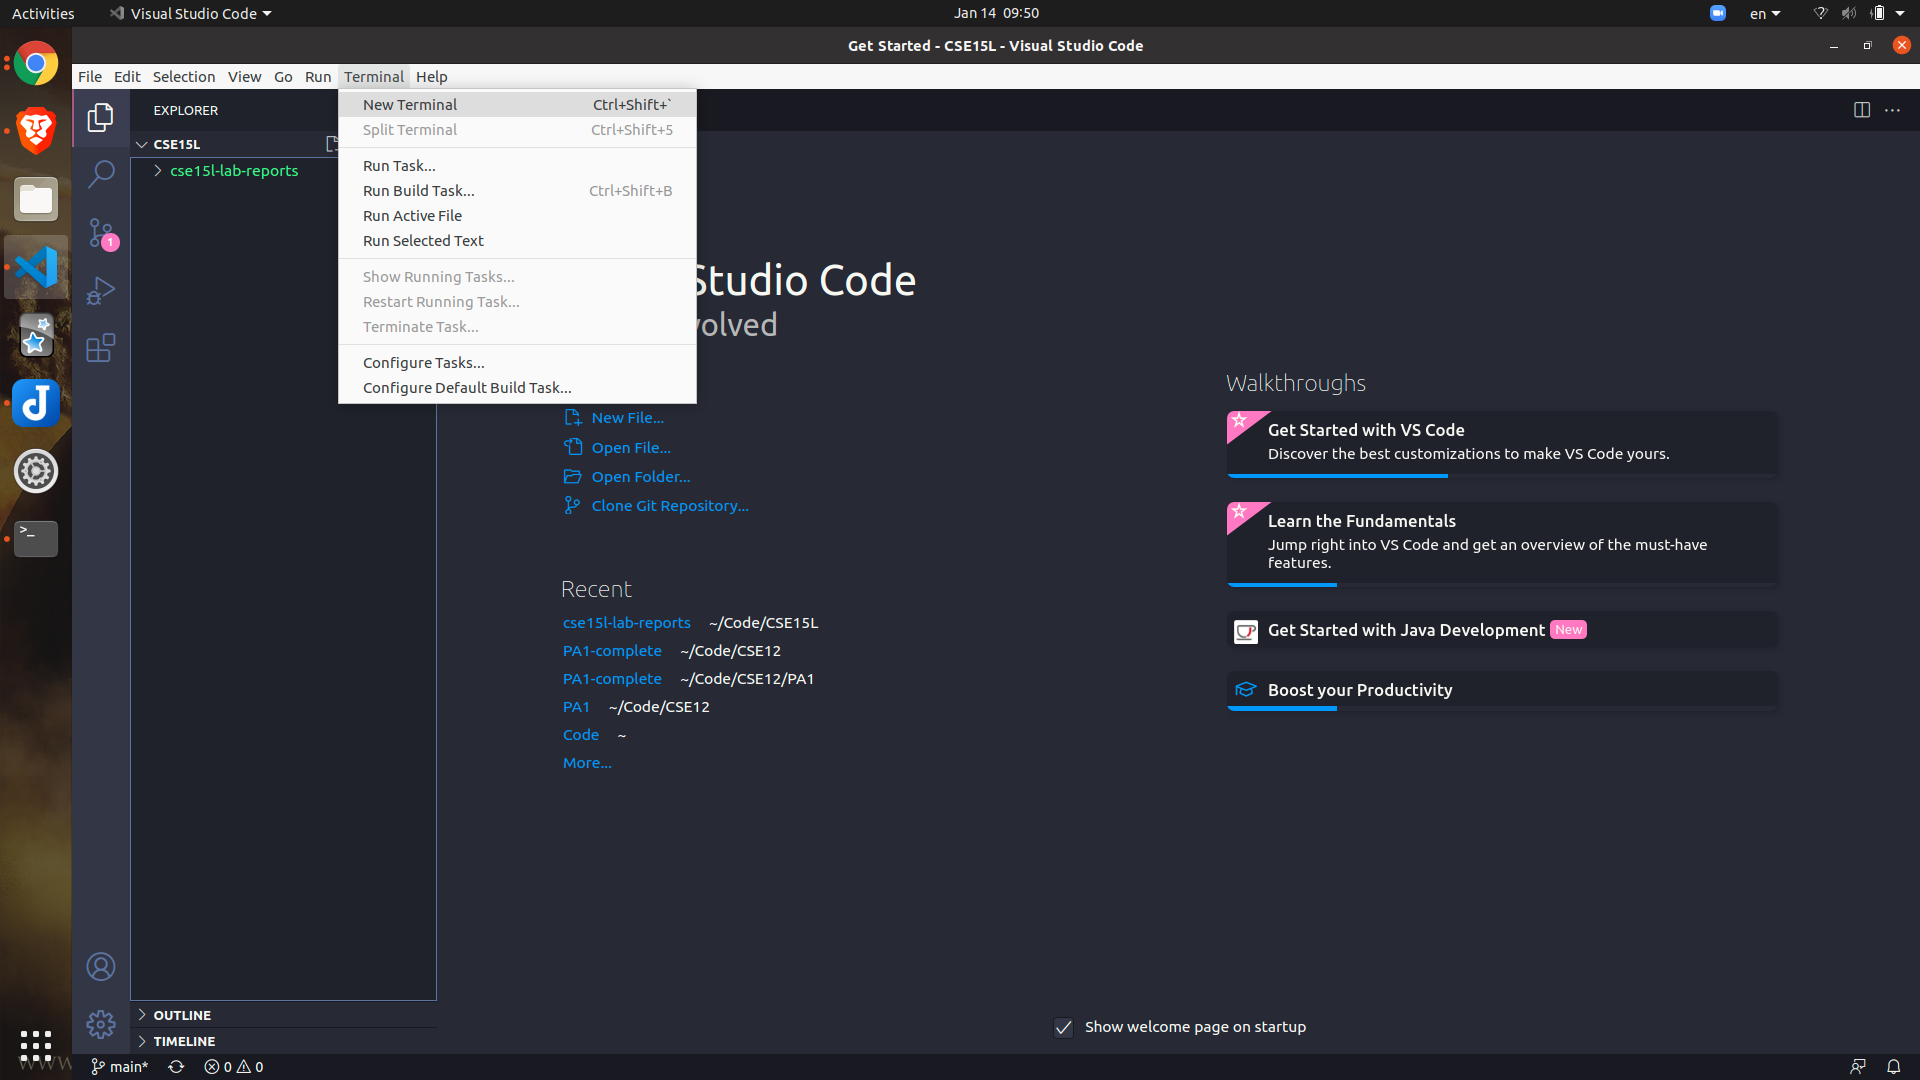 Activities
Visual Studio Code
Jan 14 09:50
en
Get Started - CSE15L - Visual Studio Code
File Edit Selection View Go Run Terminal Help
EXPLORER
CSE15L
cse15l-lab-reports
1
New Terminal Ctrl+Shift+`
Split Terminal Ctrl+Shift+5
Run Task...
Run Build Task... Ctrl+Shift+B
Run Active File
Run Selected Text
Show Running Tasks...
Restart Running Task...
Terminate Task...
Configure Tasks...
Configure Default Build Task...
Studio Code
volved
New File...
Open File...
Open Folder...
Clone Git Repository...
Recent
cse15l-lab-reports ~/Code/CSE15L
PA1-complete ~/Code/CSE12
PA1-complete ~/Code/CSE12/PA1
PA1 ~/Code/CSE12
Code ~
More...
Walkthroughs
Get Started with VS Code
Discover the best customizations to make VS Code yours.
Learn the Fundamentals
Jump right into VS Code and get an overview of the must-have
features.
Get Started with Java Development New
Boost your Productivity
Show welcome page on startup
OUTLINE
TIMELINE
main* 0 0